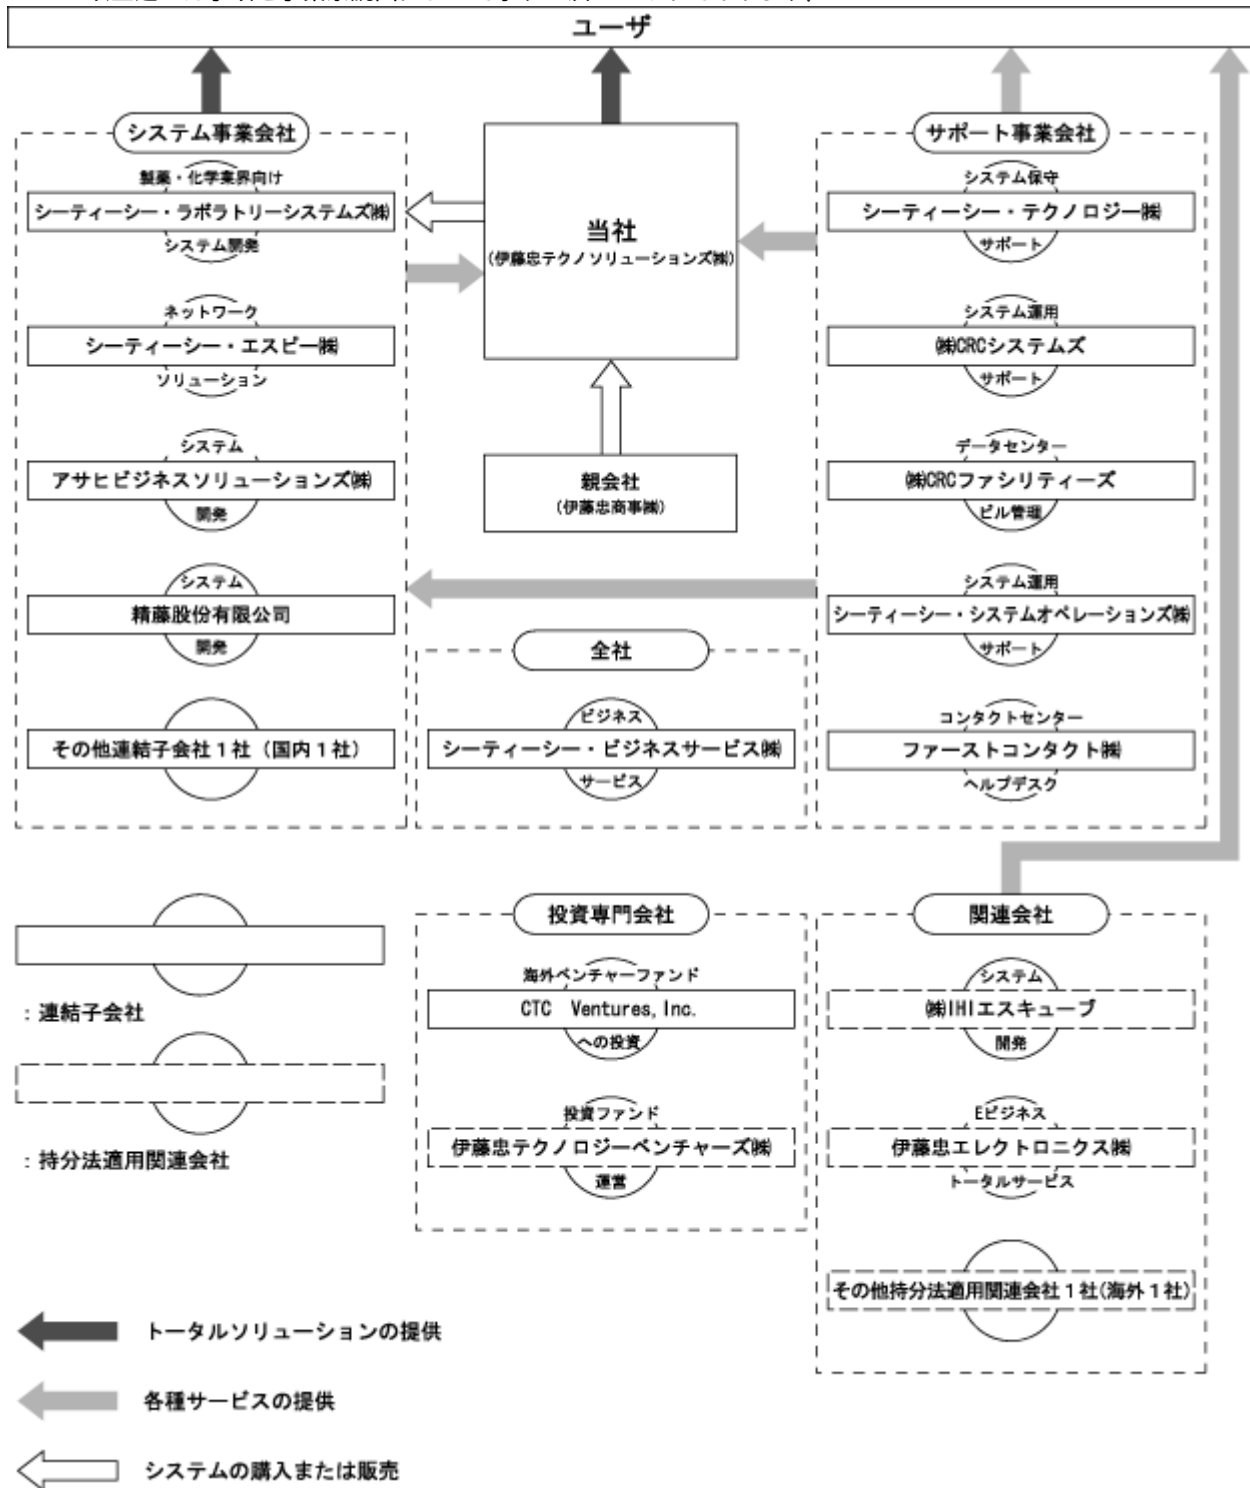 ユーザ
システム事業会社
製薬・化学業界向け
シーティーシー・ラボラトリーシステムズ㈱
システム開発
ネットワーク
シーティーシー・エスピー㈱
ソリューション
システム
アサヒビジネスソリューションズ㈱
開発
システム
精藤股份有限公司
開発
その他連結子会社1社（国内1社）
当社
(伊藤忠テクノソリューションズ㈱)
親会社
(伊藤忠商事㈱)
全社
ビジネス
シーティーシー・ビジネスサービス㈱
サービス
サポート事業会社
システム保守
シーティーシー・テクノロジー㈱
サポート
システム運用
㈱CRCシステムズ
サポート
データセンター
㈱CRCファシリティーズ
ビル管理
システム運用
シーティーシー・システムオペレーションズ㈱
サポート
コンタクトセンター
ファーストコンタクト㈱
ヘルプデスク
：連結子会社
：持分法適用関連会社
投資専門会社
海外ベンチャーファンド
CTC Ventures, Inc.
への投資
投資ファンド
伊藤忠テクノロジーベンチャーズ㈱
運営
関連会社
システム
㈱IHIエスキューブ
開発
Eビジネス
伊藤忠エレクトロニクス㈱
トータルサービス
その他持分法適用関連会社1社(海外1社)
トータルソリューションの提供
各種サービスの提供
システムの購入または販売